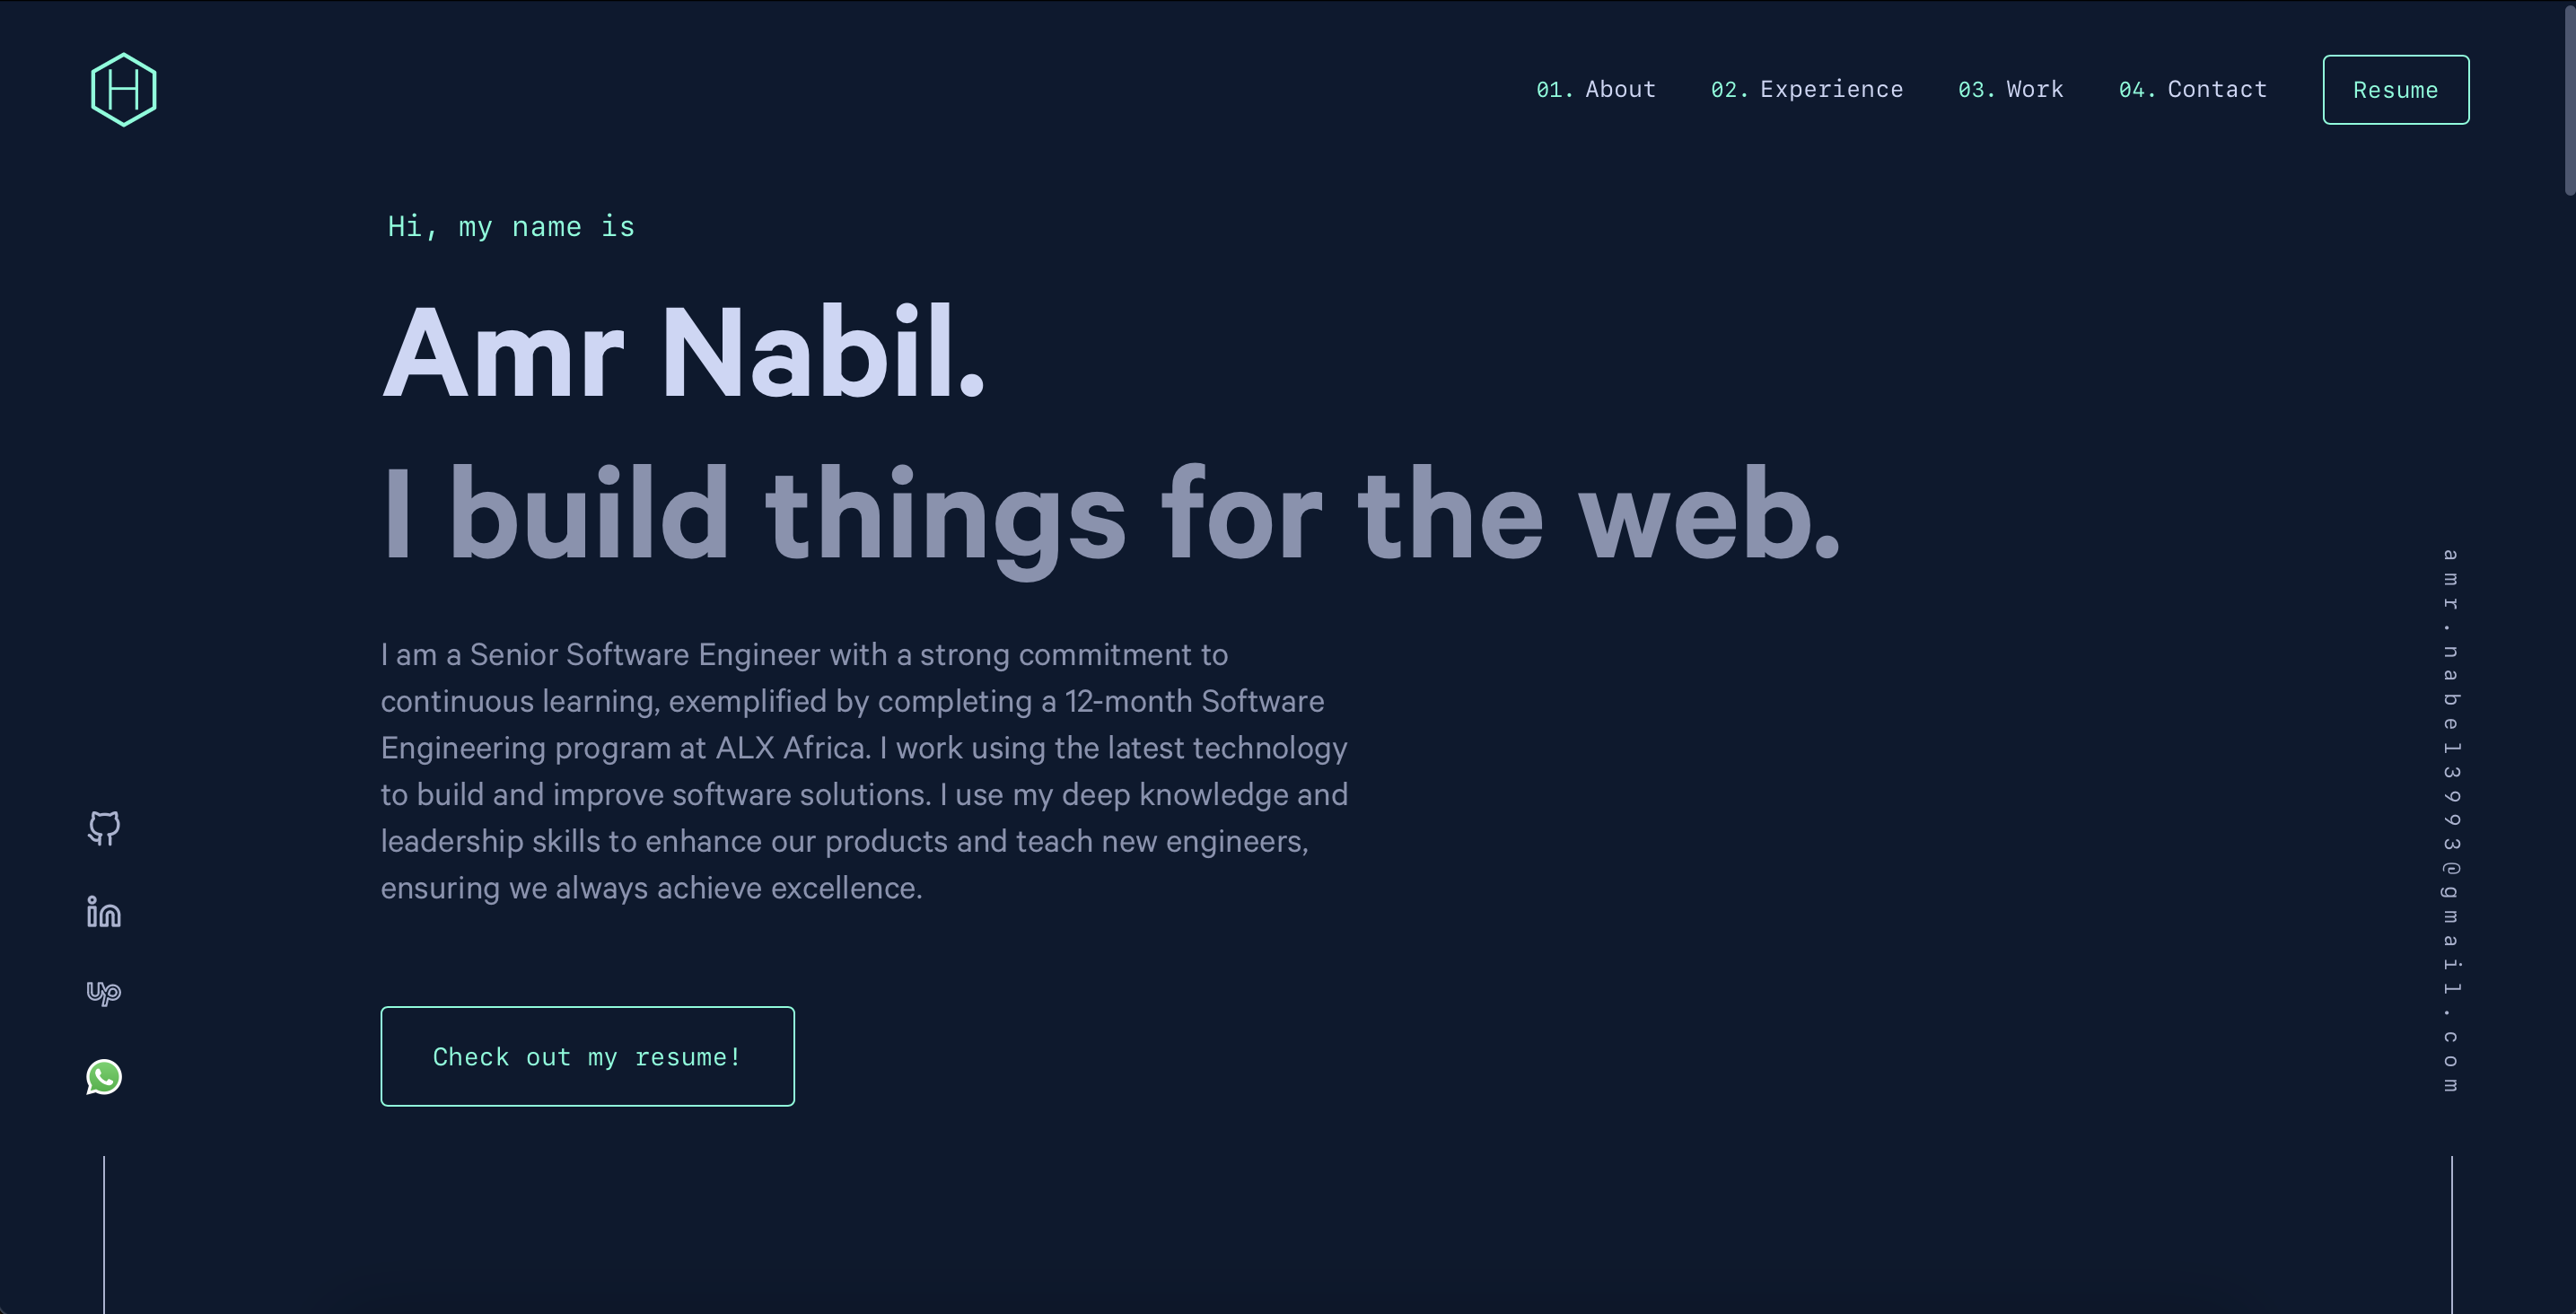 H
01. About 02. Experience 03. Work 04. Contact Resume
Hi, my name is
Amr Nabil.
I build things for the web.
I am a Senior Software Engineer with a strong commitment to
continuous learning, exemplified by completing a 12-month Software
Engineering program at ALX Africa. I work using the latest technology
to build and improve software solutions. I use my deep knowledge and
leadership skills to enhance our products and teach new engineers,
ensuring we always achieve excellence.
Check out my resume!
in
up
amr.nabel3993@gmail.com